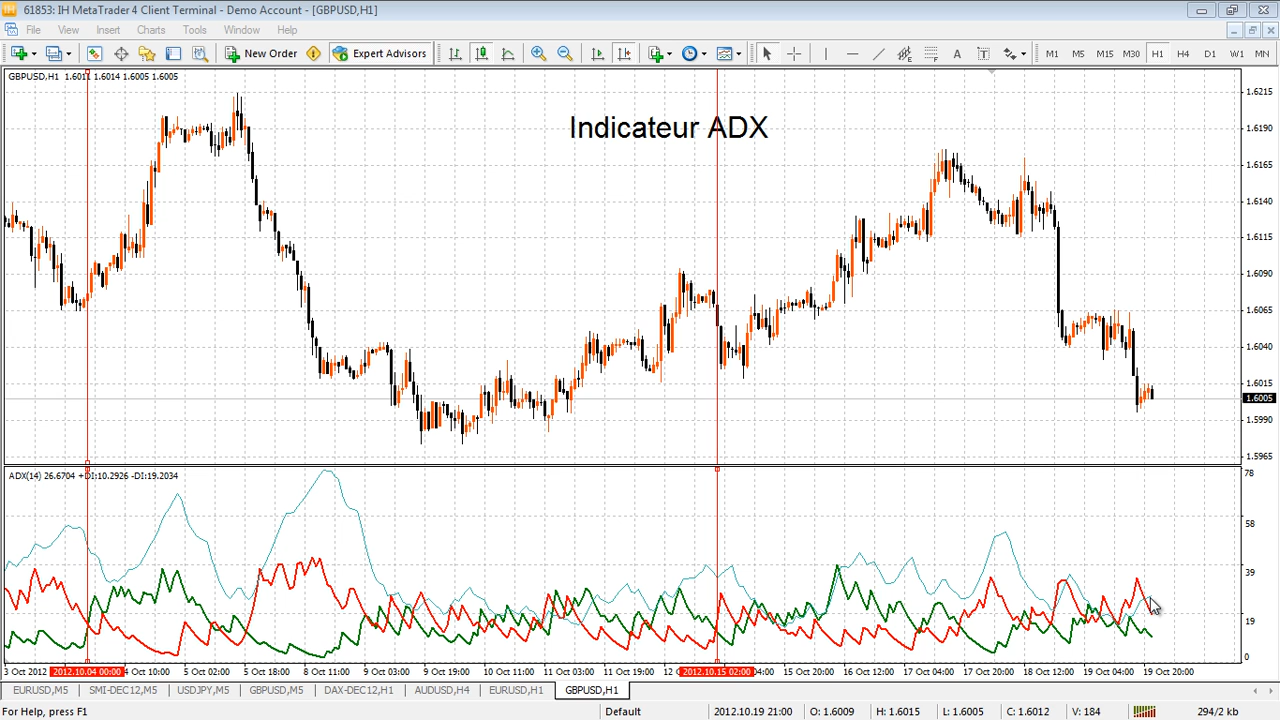 61853: IH MetaTrader 4 Client Terminal - Demo Account - [GBPUSD,H1]
File View Insert Charts Tools Window Help
New Order Expert Advisors A T M1 M5 M15 M30 H1 H4 D1 W1 MN
GBPUSD,H1 1.6011 1.6014 1.6005 1.6005
Indicateur ADX
1.6215
1.6190
1.6165
1.6140
1.6115
1.6090
1.6065
1.6040
1.6015
1.6005
1.5990
1.5965
ADX(14) 26.6704 +DI:10.2926 -DI:19.2034
78
58
39
19
0
3 Oct 2012 2012.10.04 00:00 4 Oct 10:00 5 Oct 02:00 5 Oct 18:00 8 Oct 11:00 9 Oct 03:00 9 Oct 19:00 10 Oct 11:00 11 Oct 03:00 11 Oct 19:00 12 2012.10.15 02:00 04:00 15 Oct 20:00 16 Oct 12:00 17 Oct 04:00 17 Oct 20:00 18 Oct 12:00 19 Oct 04:00 19 Oct 20:00
EURUSD,M5 SMI-DEC12,M5 USDJPY,M5 GBPUSD,M5 DAX-DEC12,H1 AUDUSD,H4 EURUSD,H1 GBPUSD,H1
For Help, press F1 Default 2012.10.19 21:00 O: 1.6009 H: 1.6015 L: 1.6005 C: 1.6012 V: 184 294/2 kb